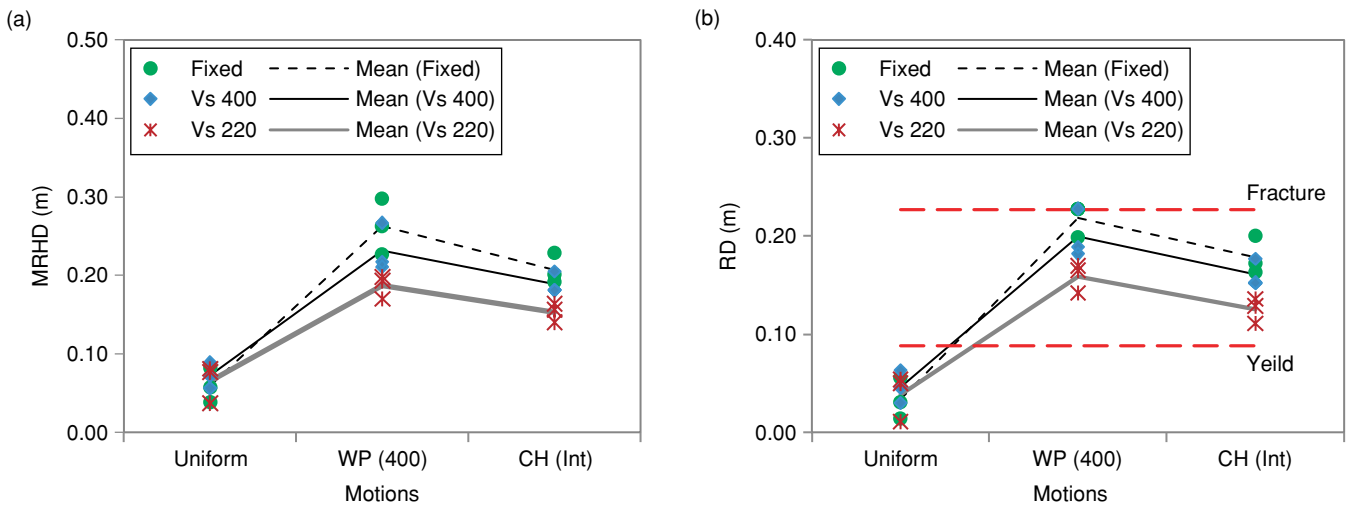 (a)
0.50
0.40
0.30
0.20
0.10
0.00
MRHD (m)
Fixed Mean (Fixed)
Vs 400 Mean (Vs 400)
Vs 220 Mean (Vs 220)
Uniform WP (400) CH (Int)
Motions
(b)
0.40
0.30
0.20
0.10
0.00
RD (m)
Fixed Mean (Fixed)
Vs 400 Mean (Vs 400)
Vs 220 Mean (Vs 220)
Fracture
Yeild
Uniform WP (400) CH (Int)
Motions